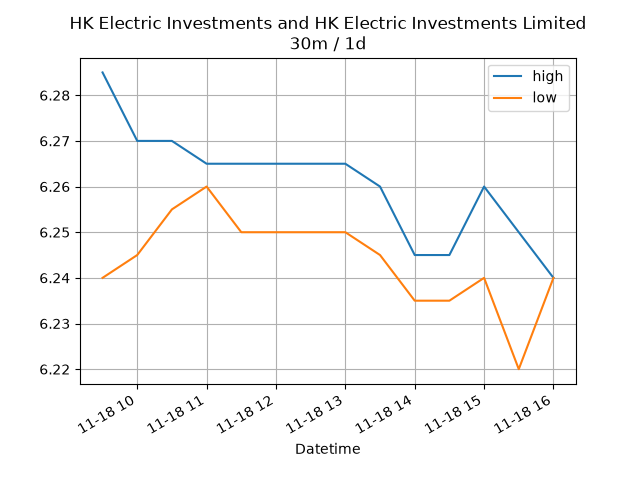 HK Electric Investments and HK Electric Investments Limited
30m / 1d
high
low
6.28
6.27
6.26
6.25
6.24
6.23
6.22
11-18 10
11-18 11
11-18 12
11-18 13
11-18 14
11-18 15
11-18 16
Datetime